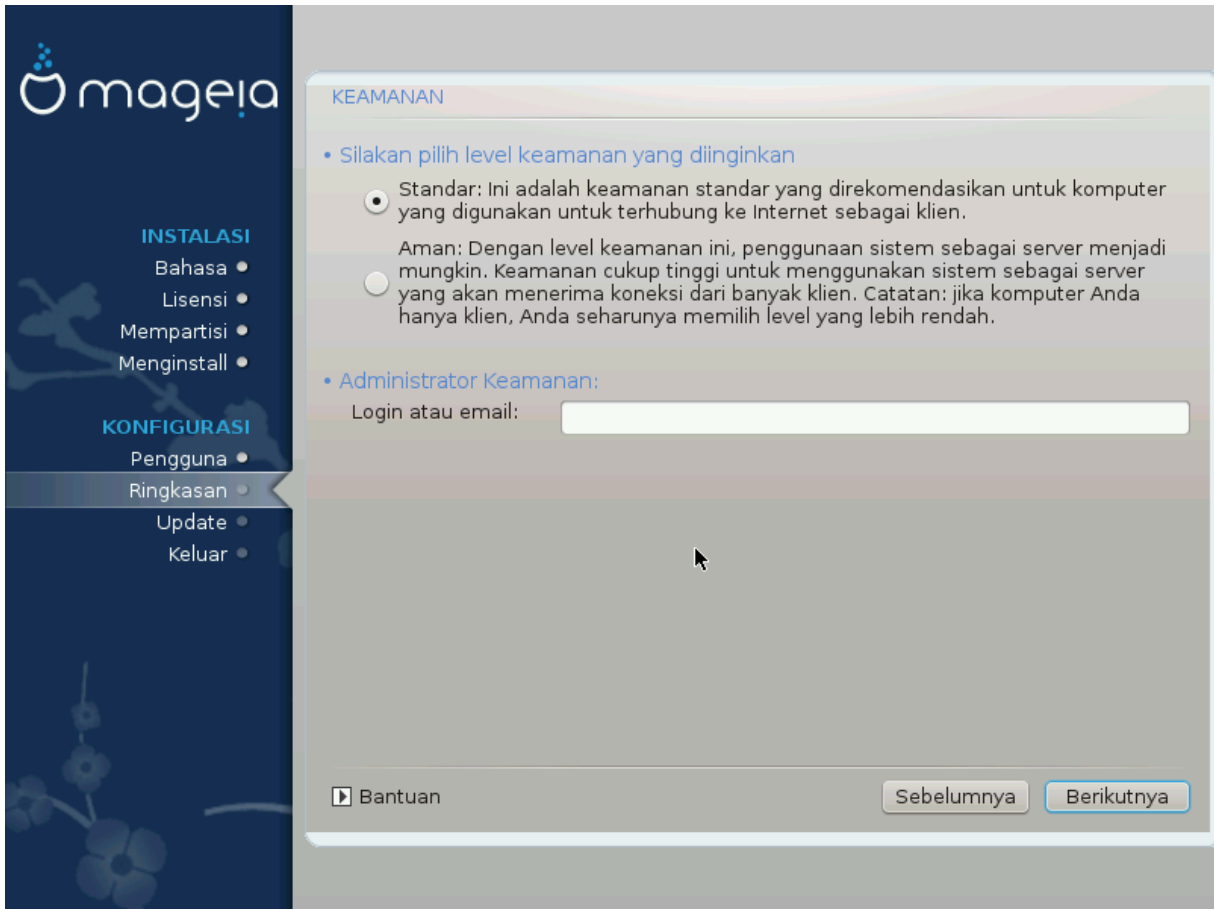 mageia
INSTALASI
Bahasa
Lisensi
Mempartisi
Menginstall
KONFIGURASI
Pengguna
Ringkasan
Update
Keluar
KEAMANAN
• Silakan pilih level keamanan yang diinginkan
Standar: Ini adalah keamanan standar yang direkomendasikan untuk komputer
yang digunakan untuk terhubung ke Internet sebagai klien.
Aman: Dengan level keamanan ini, penggunaan sistem sebagai server menjadi
mungkin. Keamanan cukup tinggi untuk menggunakan sistem sebagai server
yang akan menerima koneksi dari banyak klien. Catatan: jika komputer Anda
hanya klien, Anda seharunya memilih level yang lebih rendah.
• Administrator Keamanan:
Login atau email:
Bantuan
Sebelumnya
Berikutnya